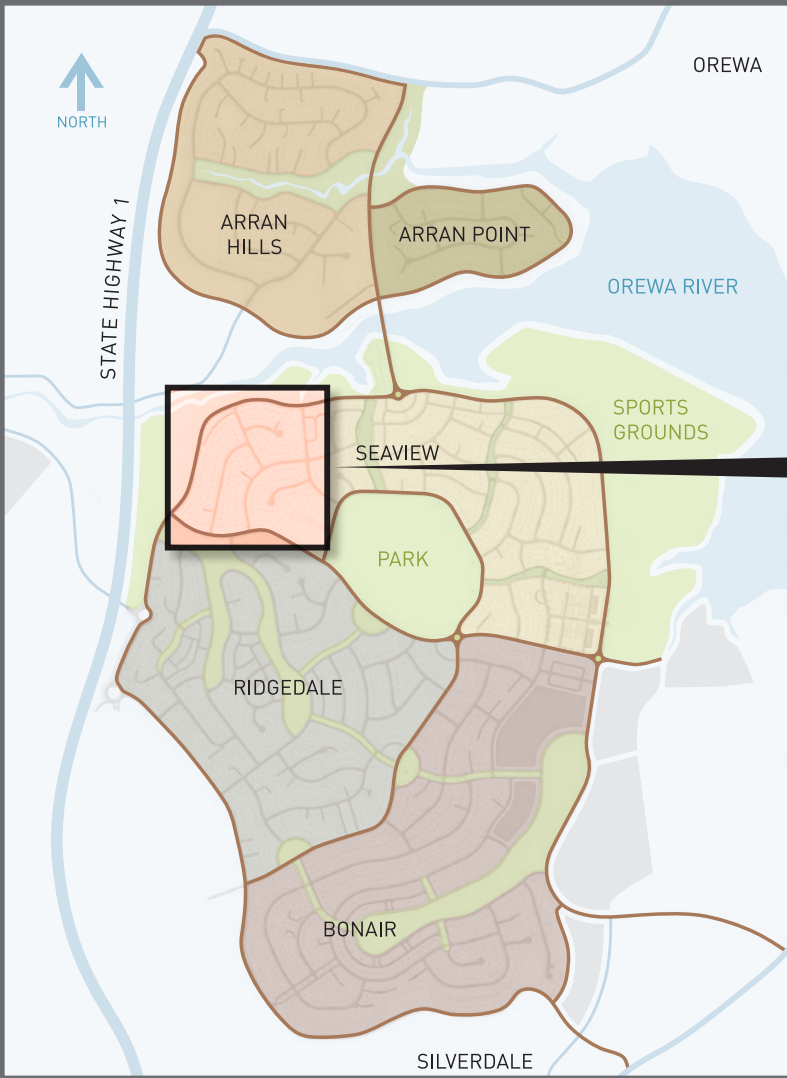 OREWA
NORTH
STATE HIGHWAY 1
ARRAN
HILLS
ARRAN POINT
OREWA RIVER
SPORTS
GROUNDS
SEAVIEW
PARK
RIDGEDALE
BONAIR
SILVERDALE